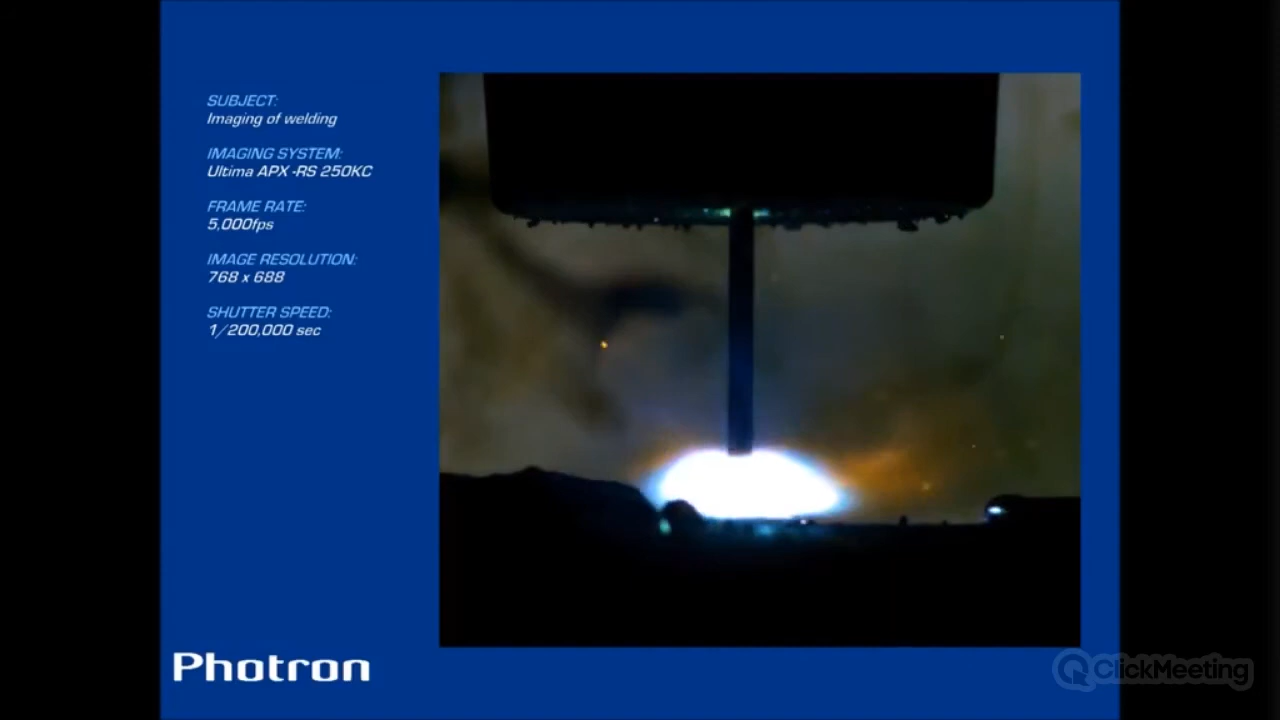 SUBJECT:
Imaging of welding
IMAGING SYSTEM:
Ultima APX -RS 250KC
FRAME RATE:
5,000fps
IMAGE RESOLUTION:
768 x 688
SHUTTER SPEED:
1/200,000 sec
Photron
ClickMeeting